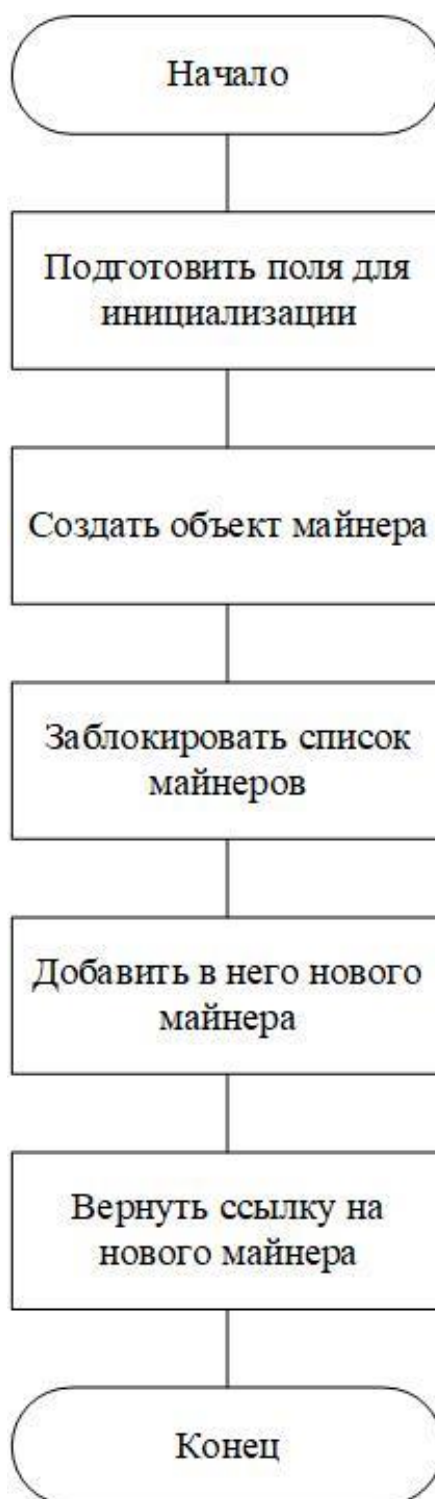 Начало
Подготовить поля для
инициализации
Создать объект майнера
Заблокировать список
майнеров
Добавить в него нового
майнера
Вернуть ссылку на
нового майнера
Конец